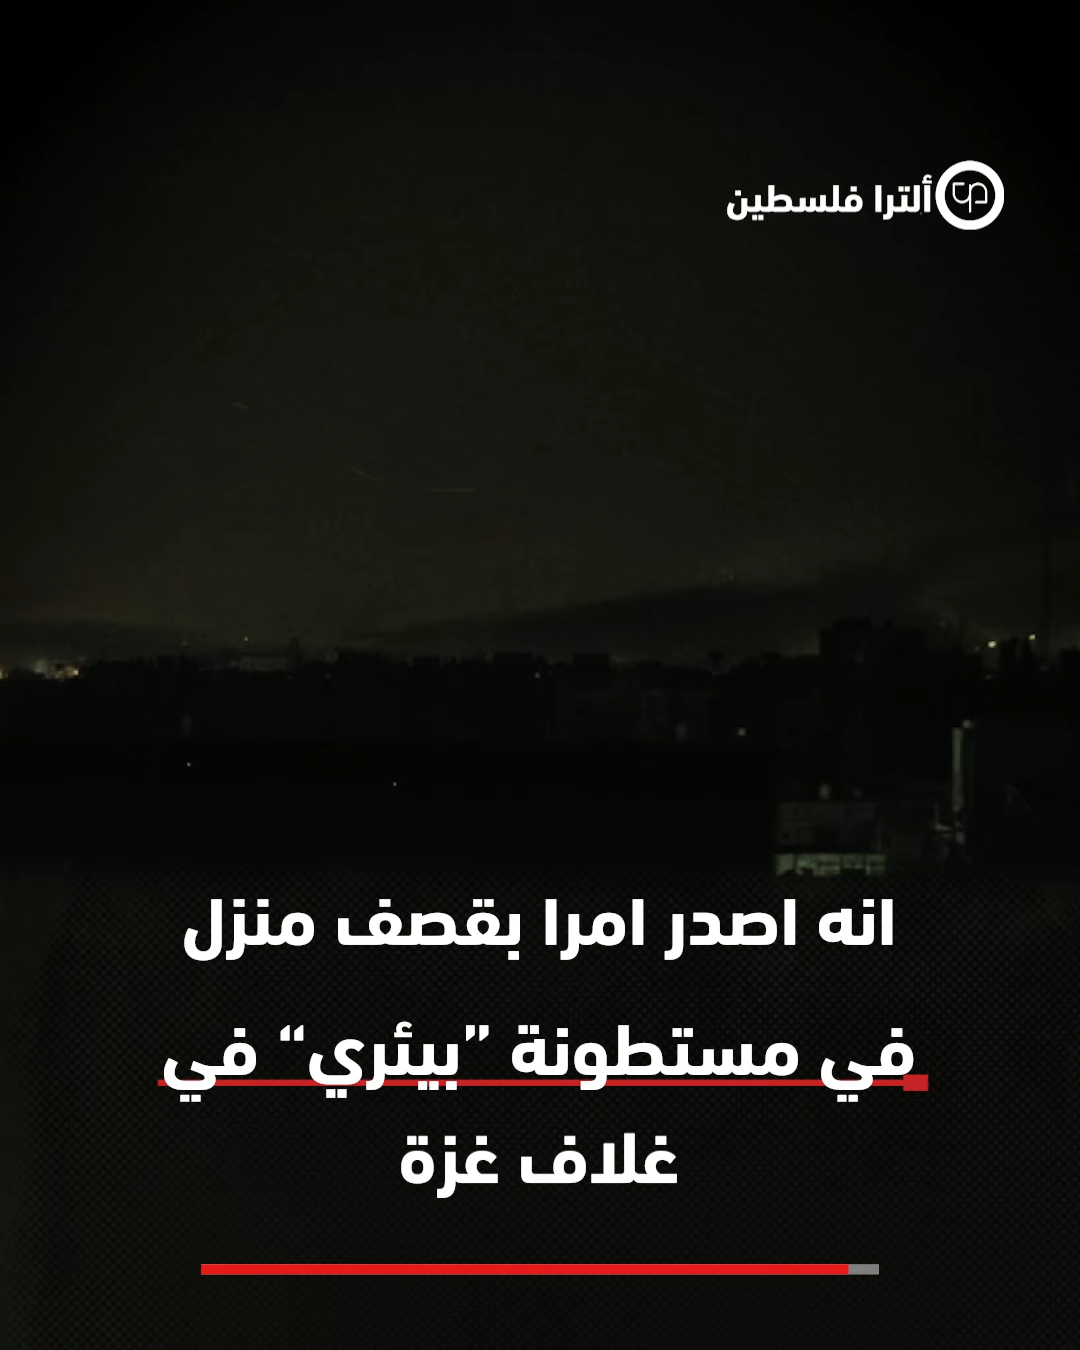 ألترا فلسطين
انه اصدر امرا بقصف منزل
في مستطونة "بيئري" في
غلاف غزة